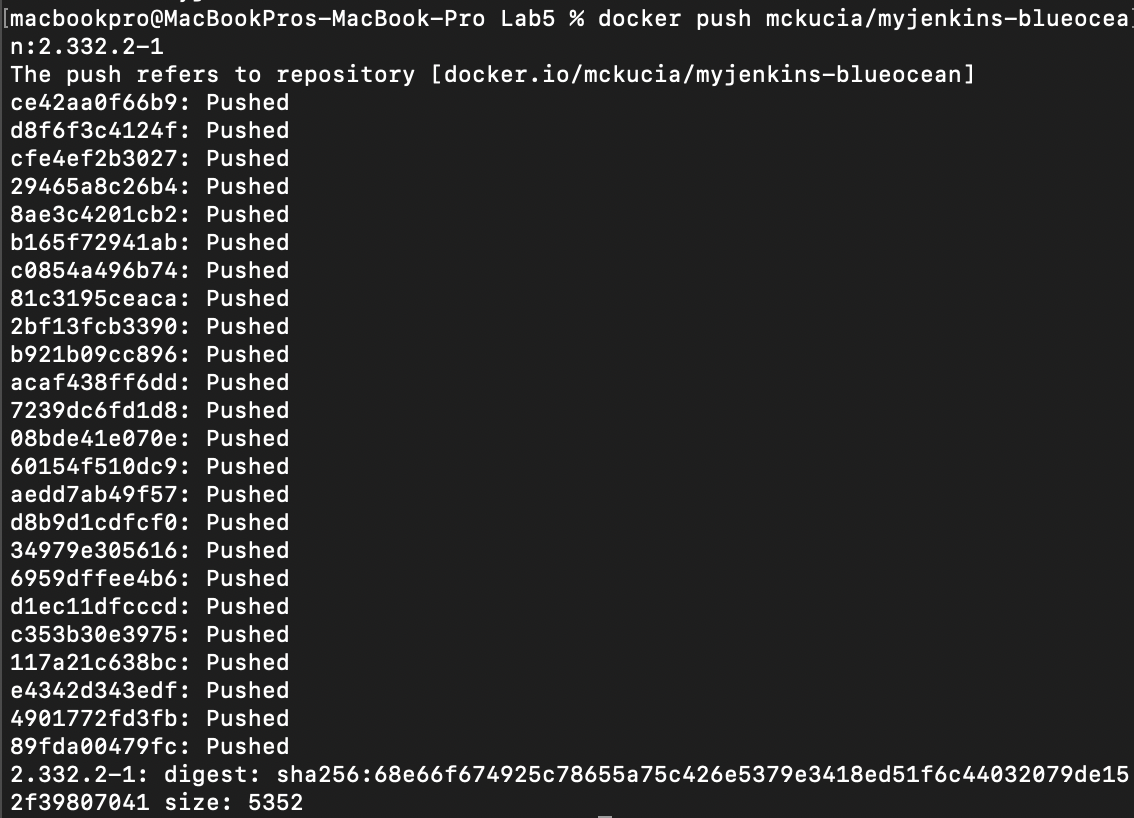 [macbookpro@MacBookPros-MacBook-Pro Lab5 % docker push mckucia/myjenkins-blueocea]
n:2.332.2-1
The push refers to repository [docker.io/mckucia/myjenkins-blueocean]
ce42aa0f66b9: Pushed
d8f6f3c4124f: Pushed
cfe4ef2b3027: Pushed
29465a8c26b4: Pushed
8ae3c4201cb2: Pushed
b165f72941ab: Pushed
c0854a496b74: Pushed
81c3195ceaca: Pushed
2bf13fcb3390: Pushed
b921b09cc896: Pushed
acaf438ff6dd: Pushed
7239dc6fd1d8: Pushed
08bde41e070e: Pushed
60154f510dc9: Pushed
aedd7ab49f57: Pushed
d8b9d1cdfcf0: Pushed
34979e305616: Pushed
6959dffee4b6: Pushed
d1ec11dfcccd: Pushed
c353b30e3975: Pushed
117a21c638bc: Pushed
e4342d343edf: Pushed
4901772fd3fb: Pushed
89fda00479fc: Pushed
2.332.2-1: digest: sha256:68e66f674925c78655a75c426e5379e3418ed51f6c44032079de15
2f39807041 size: 5352